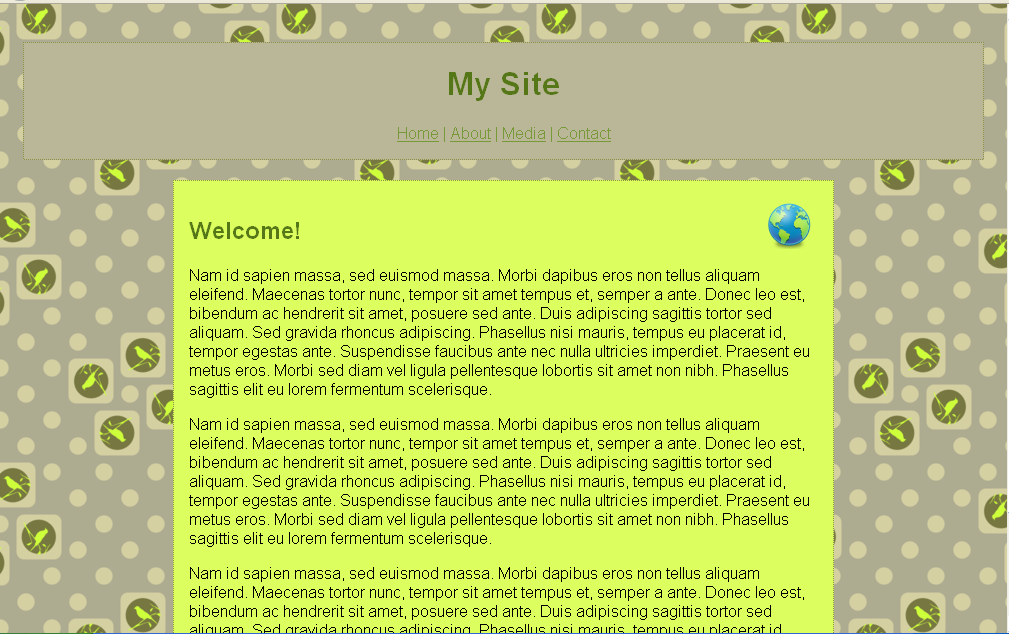 My Site
Home | About | Media | Contact
Welcome!
Nam id sapien massa, sed euismod massa. Morbi dapibus eros non tellus aliquam
eleifend. Maecenas tortor nunc, tempor sit amet tempus et, semper a ante. Donec leo est,
bibendum ac hendrerit sit amet, posuere sed ante. Duis adipiscing sagittis tortor sed
aliquam. Sed gravida rhoncus adipiscing. Phasellus nisi mauris, tempus eu placerat id,
tempor egestas ante. Suspendisse faucibus ante nec nulla ultricies imperdiet. Praesent eu
metus eros. Morbi sed diam vel ligula pellentesque lobortis sit amet non nibh. Phasellus
sagittis elit eu lorem fermentum scelerisque.
Nam id sapien massa, sed euismod massa. Morbi dapibus eros non tellus aliquam
eleifend. Maecenas tortor nunc, tempor sit amet tempus et, semper a ante. Donec leo est,
bibendum ac hendrerit sit amet, posuere sed ante. Duis adipiscing sagittis tortor sed
aliquam. Sed gravida rhoncus adipiscing. Phasellus nisi mauris, tempus eu placerat id,
tempor egestas ante. Suspendisse faucibus ante nec nulla ultricies imperdiet. Praesent eu
metus eros. Morbi sed diam vel ligula pellentesque lobortis sit amet non nibh. Phasellus
sagittis elit eu lorem fermentum scelerisque.
Nam id sapien massa, sed euismod massa. Morbi dapibus eros non tellus aliquam
eleifend. Maecenas tortor nunc, tempor sit amet tempus et, semper a ante. Donec leo est,
bibendum ac hendrerit sit amet, posuere sed ante. Duis adipiscing sagittis tortor sed
aliquam. Sed gravida rhoncus adipiscing. Phasellus nisi mauris, tempus eu placerat id,